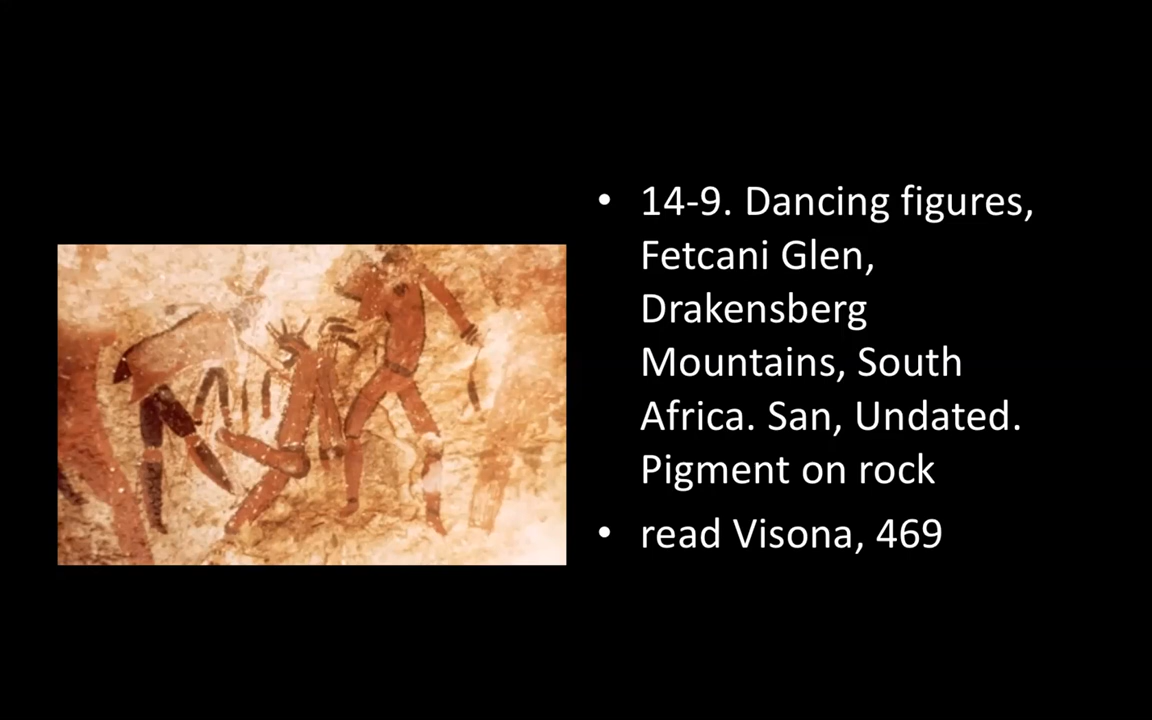 • 14-9. Dancing figures,
Fetcani Glen,
Drakensberg
Mountains, South
Africa. San, Undated.
Pigment on rock
• read Visona, 469